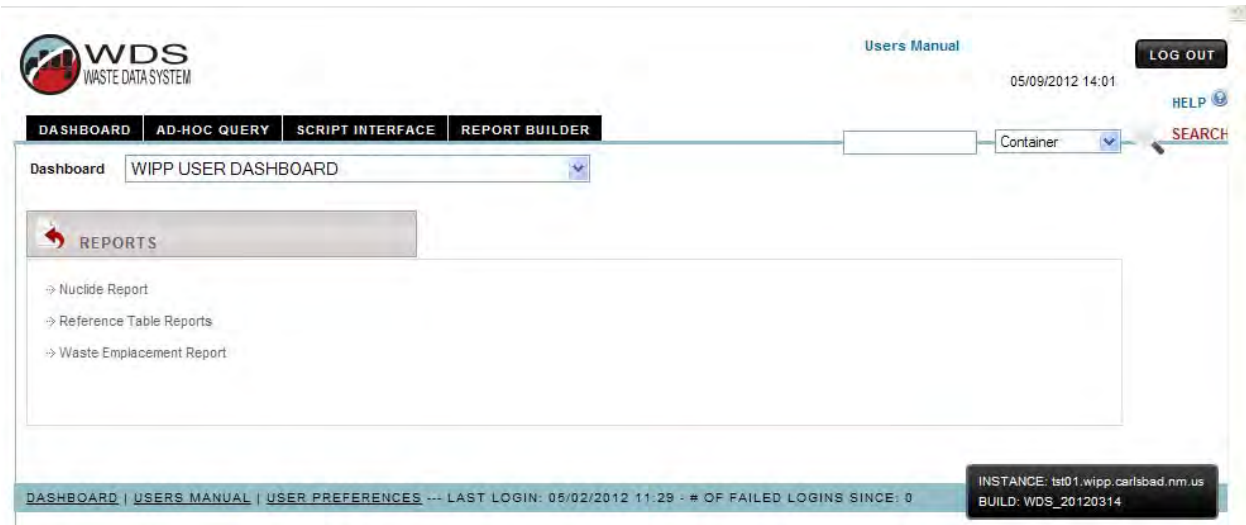 WDS
WASTE DATA SYSTEM
Users Manual
LOG OUT
05/09/2012 14:01
HELP
DASHBOARD AD-HOC QUERY SCRIPT INTERFACE REPORT BUILDER
Container
SEARCH
Dashboard WIPP USER DASHBOARD
REPORTS
Nuclide Report
Reference Table Reports
Waste Emplacement Report
DASHBOARD | USERS MANUAL | USER PREFERENCES --- LAST LOGIN: 05/02/2012 11:29 - # OF FAILED LOGINS SINCE: 0
INSTANCE: tst01.wipp.carlsbad.nm.us
BUILD: WDS_20120314